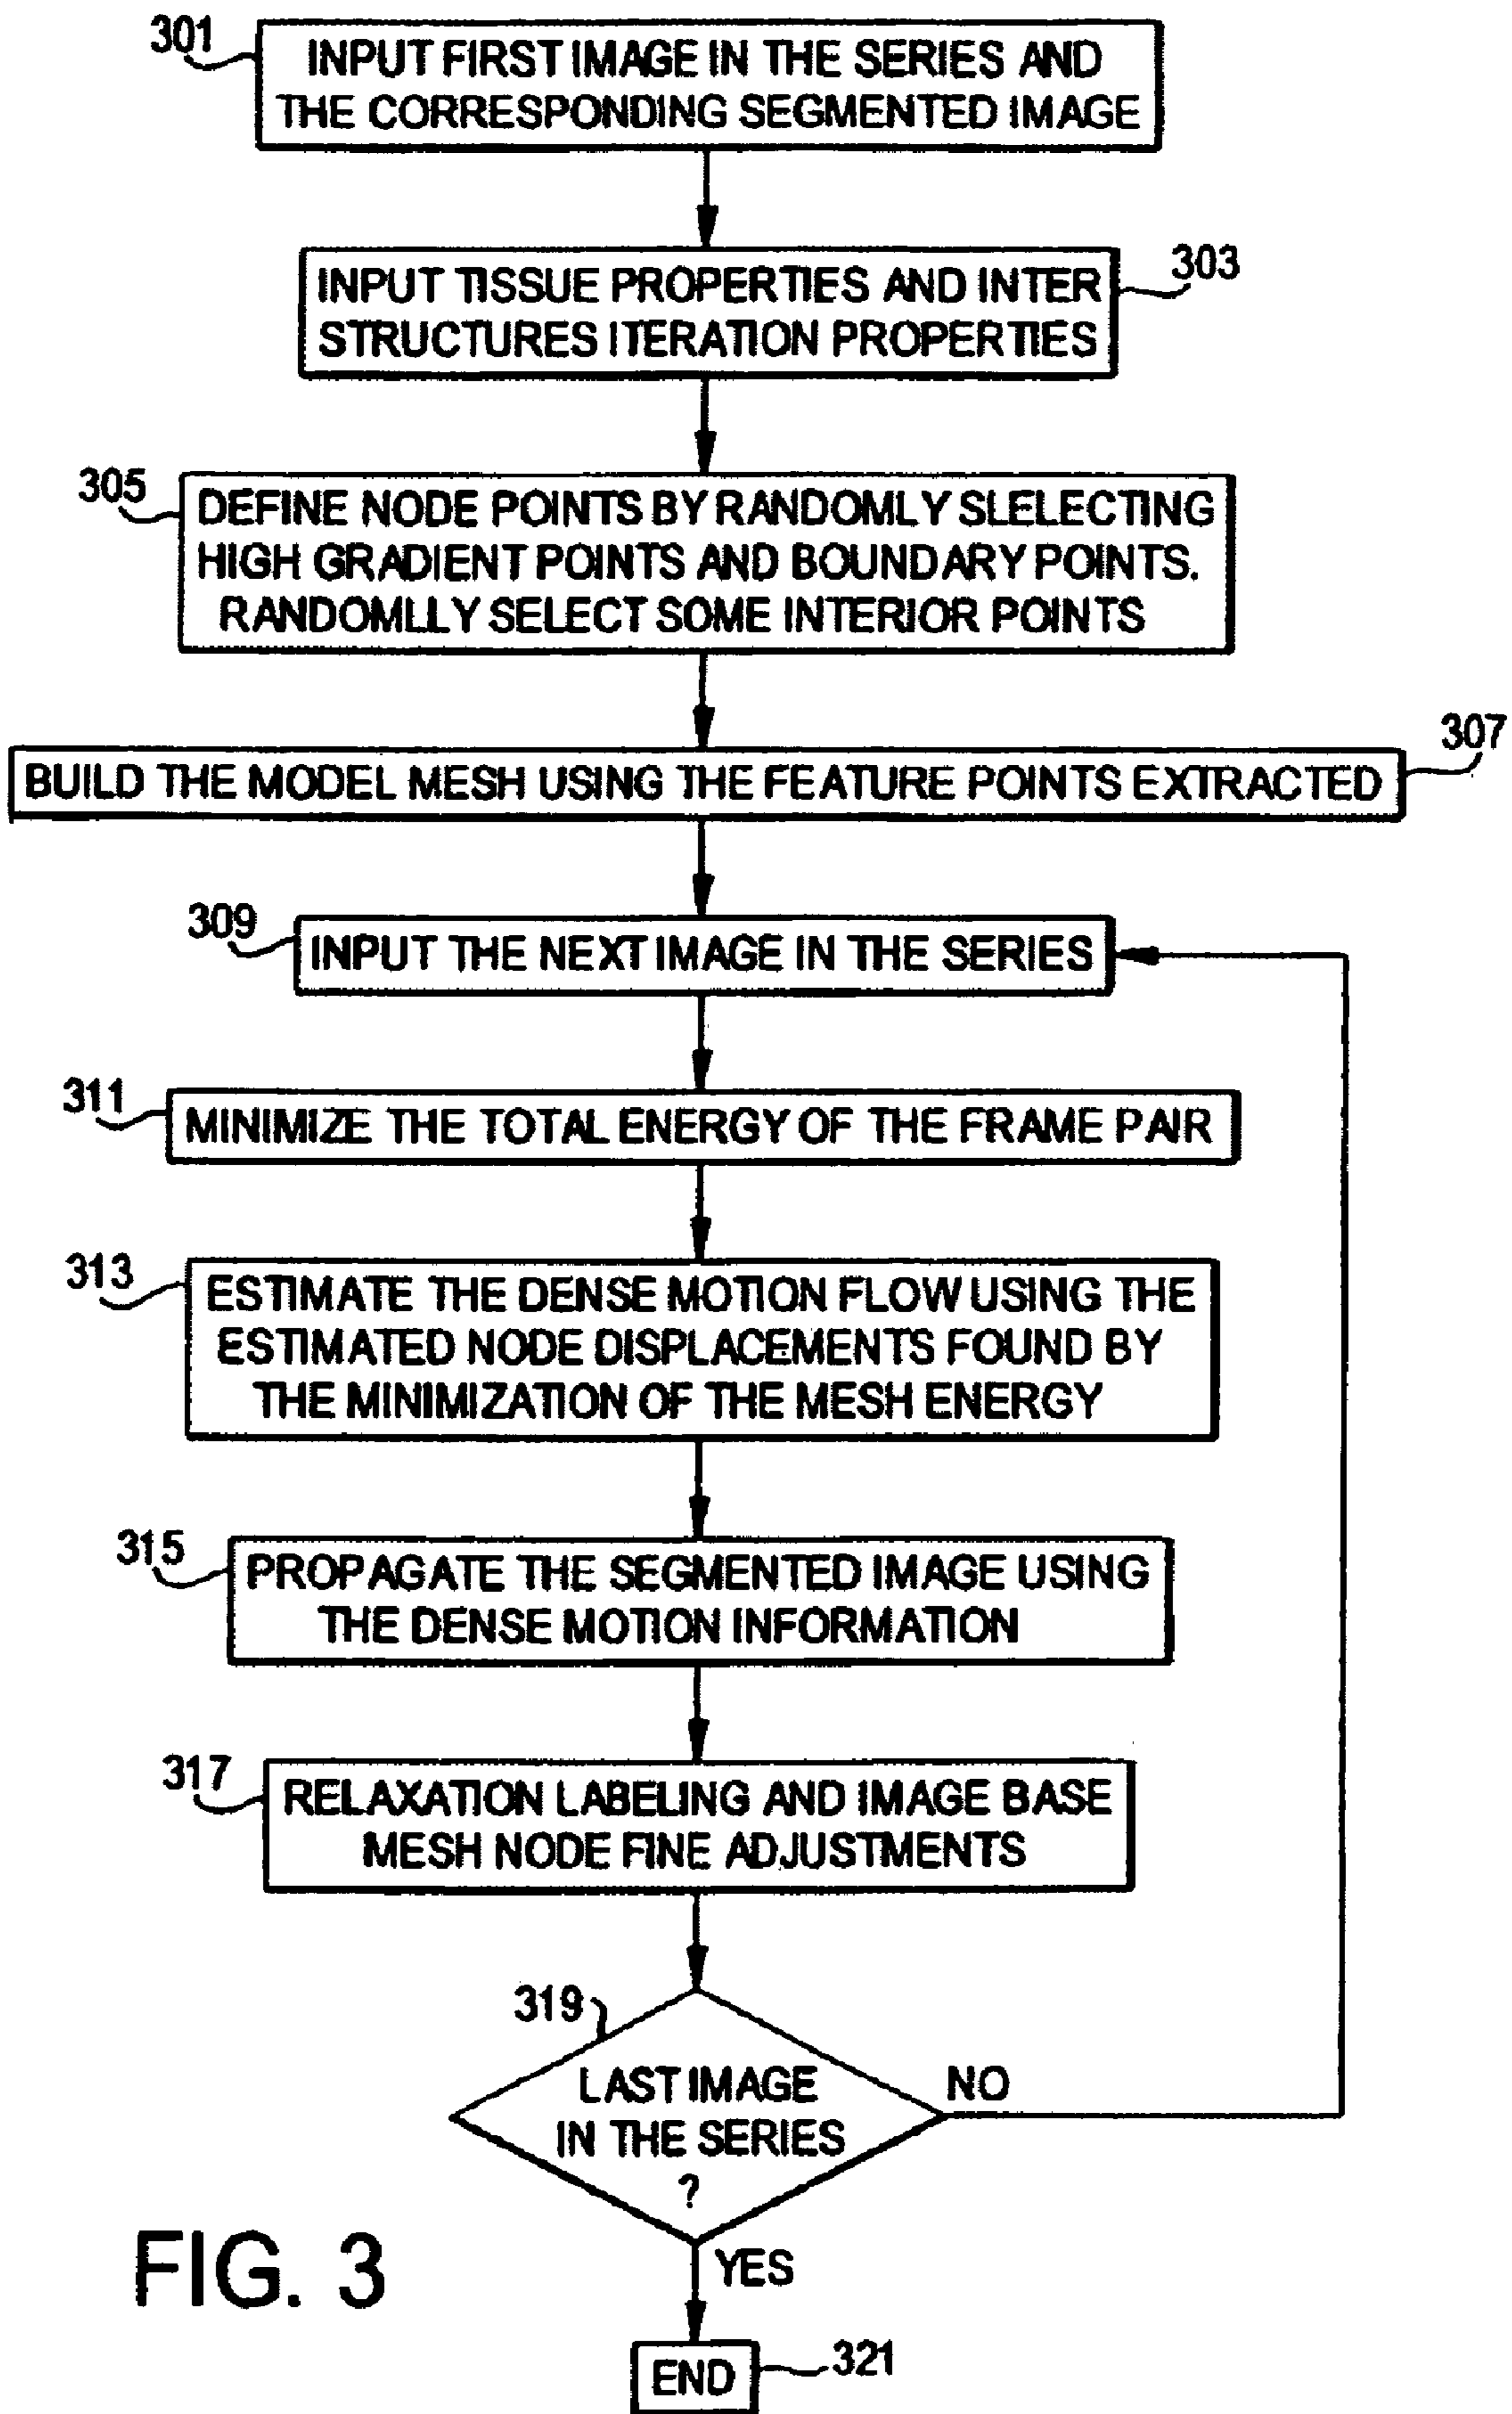 301
INPUT FIRST IMAGE IN THE SERIES AND
THE CORRESPONDING SEGMENTED IMAGE
INPUT TISSUE PROPERTIES AND INTER
STRUCTURES ITERATION PROPERTIES
303
305
DEFINE NODE POINTS BY RANDOMLY SLELECTING
HIGH GRADIENT POINTS AND BOUNDARY POINTS.
RANDOMLLY SELECT SOME INTERIOR POINTS
307
BUILD THE MODEL MESH USING THE FEATURE POINTS EXTRACTED
309
INPUT THE NEXT IMAGE IN THE SERIES
311
MINIMIZE THE TOTAL ENERGY OF THE FRAME PAIR
313
ESTIMATE THE DENSE MOTION FLOW USING THE
ESTIMATED NODE DISPLACEMENTS FOUND BY
THE MINIMIZATION OF THE MESH ENERGY
315
PROPAGATE THE SEGMENTED IMAGE USING
THE DENSE MOTION INFORMATION
317
RELAXATION LABELING AND IMAGE BASE
MESH NODE FINE ADJUSTMENTS
319
LAST IMAGE
IN THE SERIES
?
NO
YES
FIG. 3
END
321